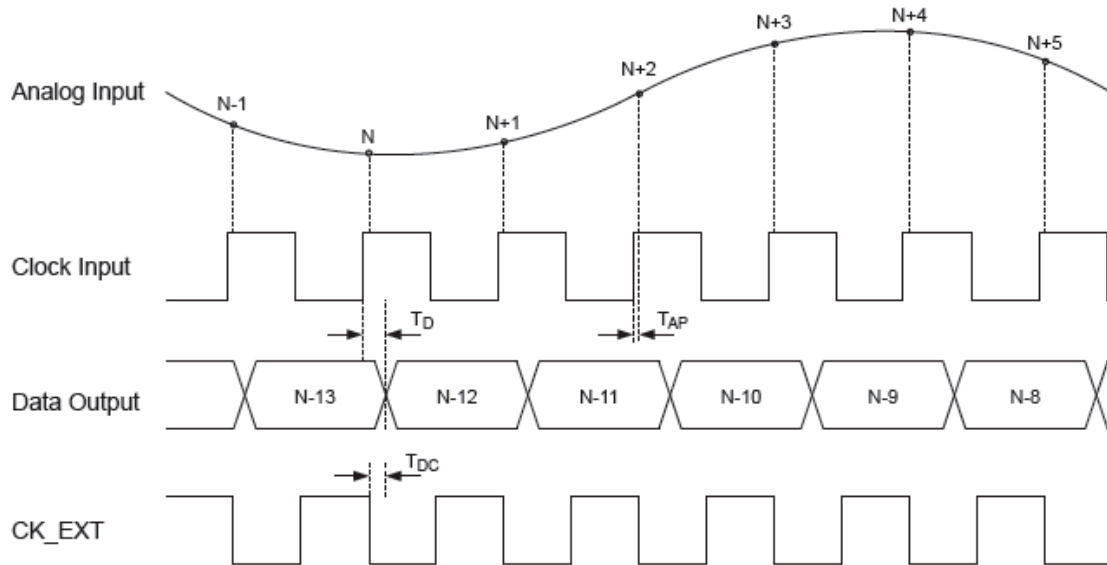 N+3
N+4
N+5
N+2
Analog Input
N-1
N
N+1
Clock Input
TD
TAP
Data Output
N-13
N-12
N-11
N-10
N-9
N-8
TDC
CK_EXT